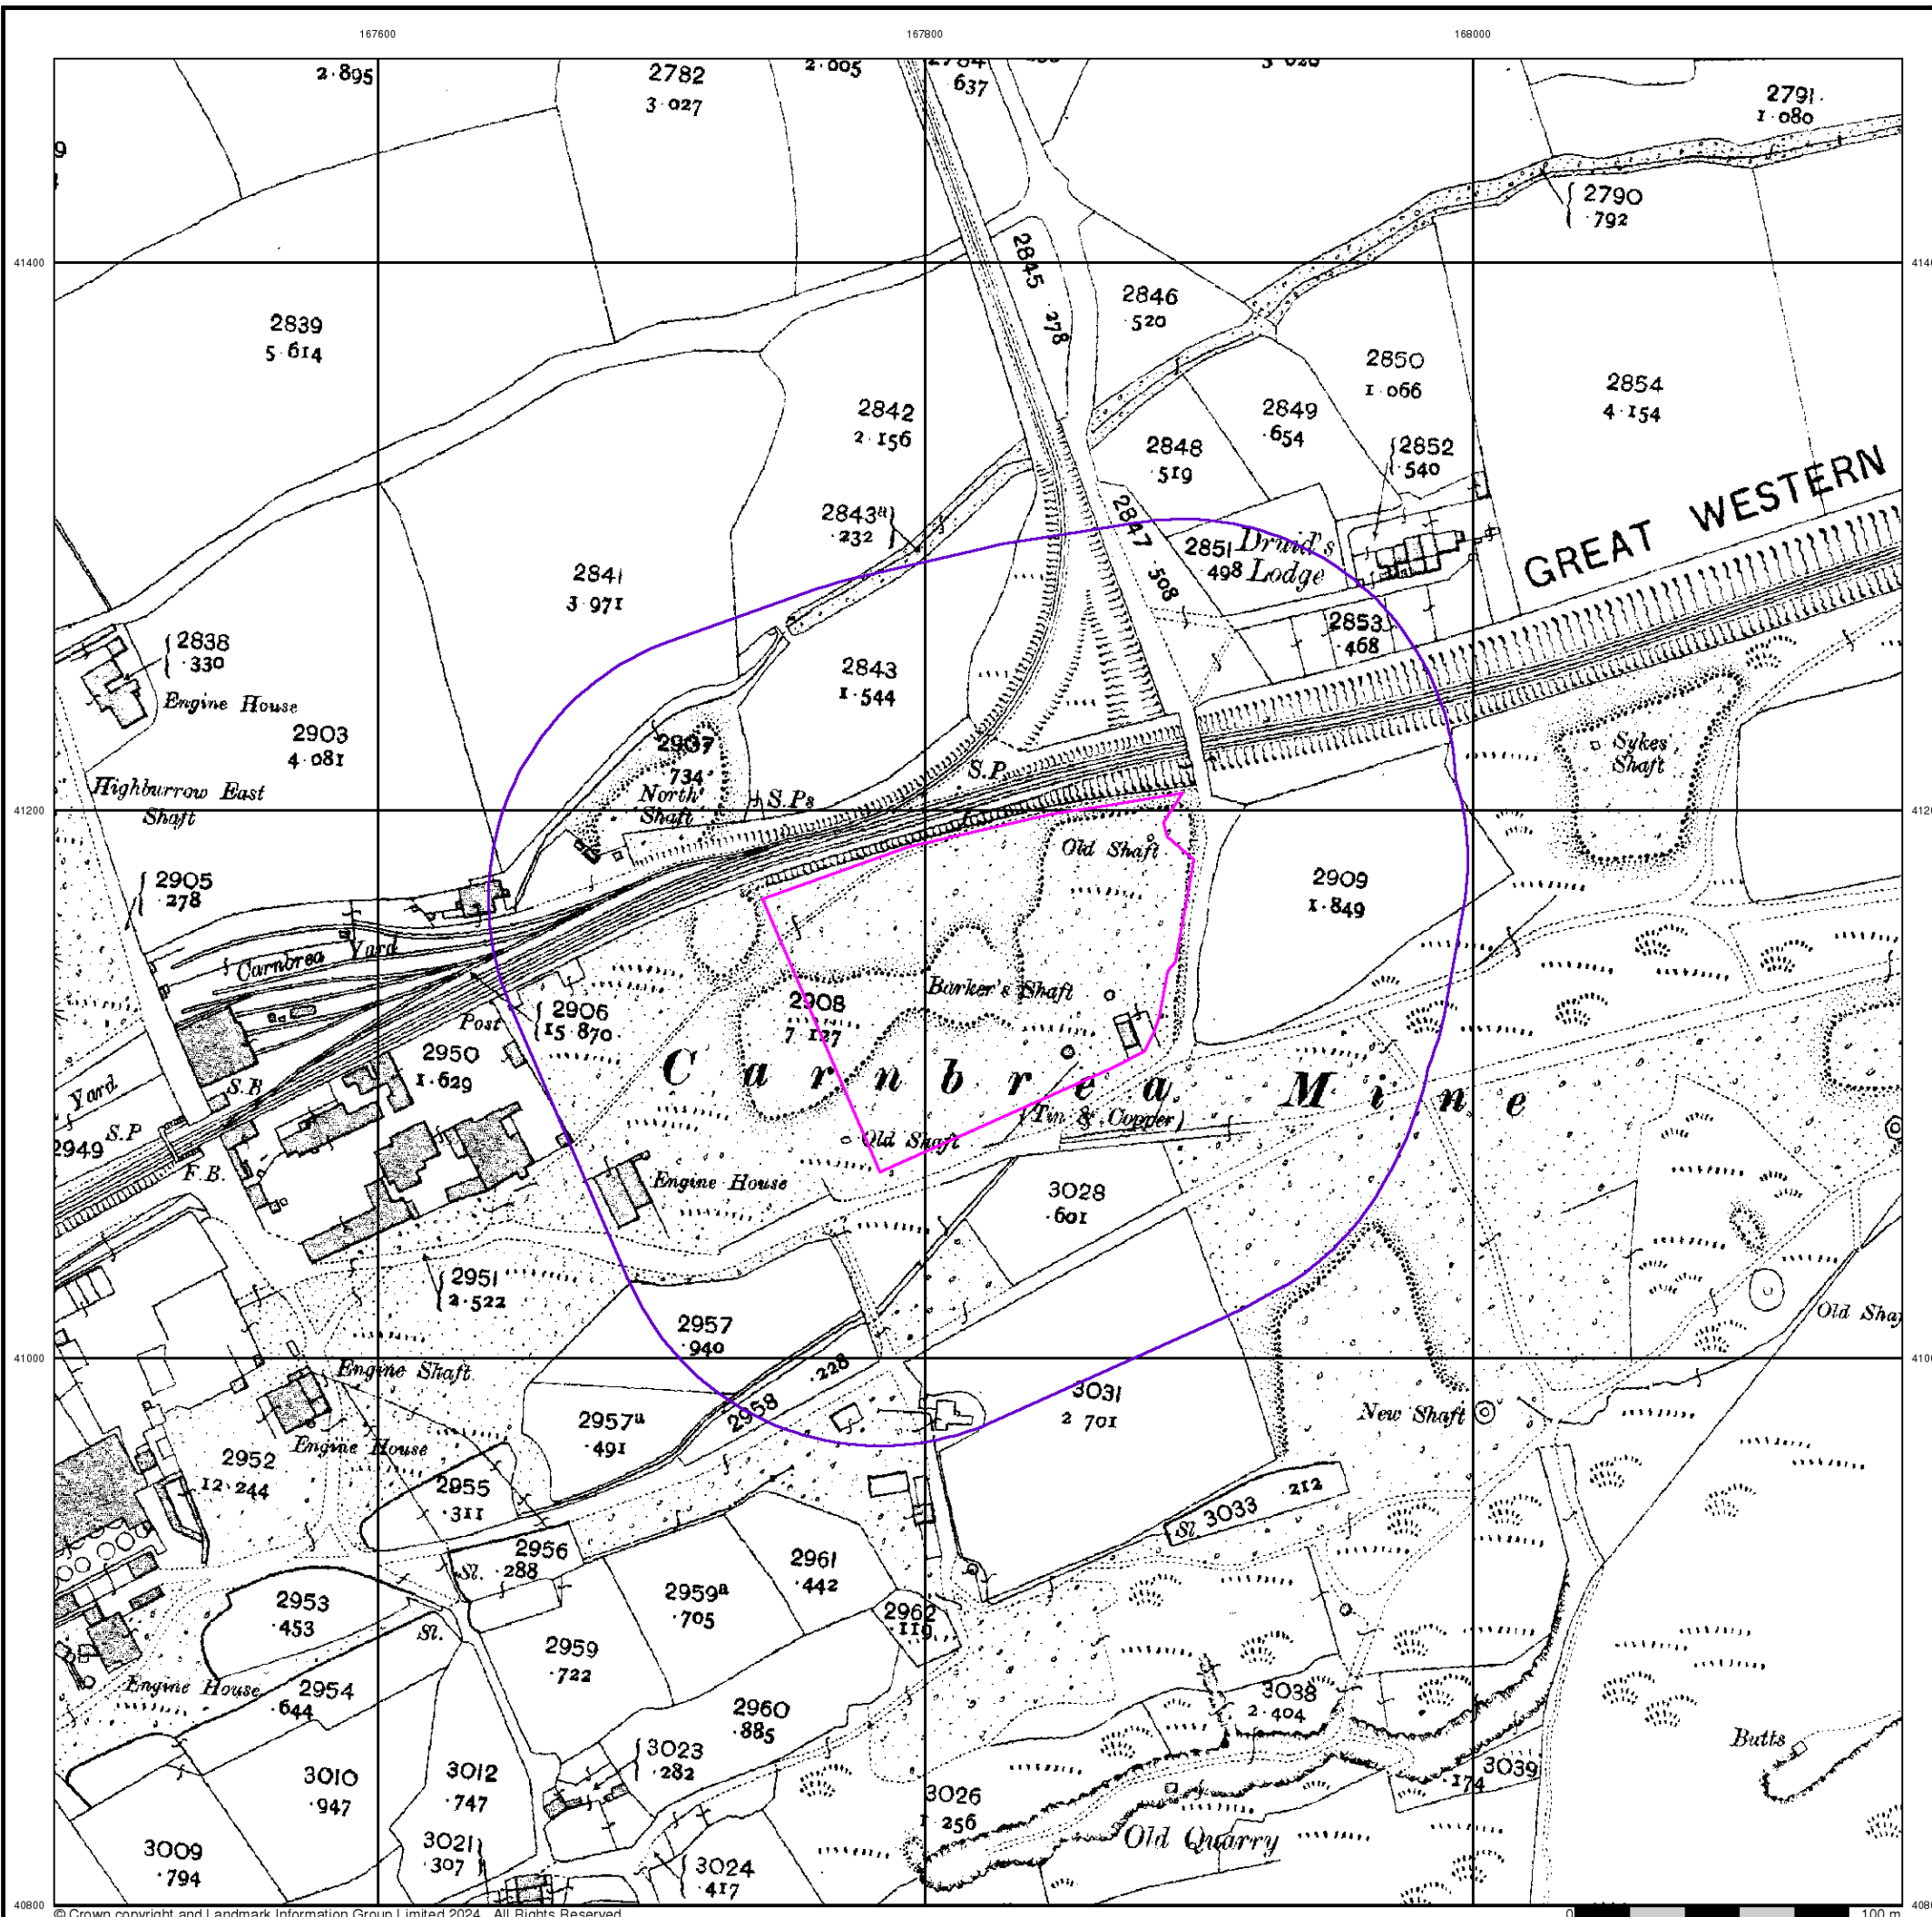 167600
167800
168000
2·895
2782
3·027
2·005
637
2791
1·080
2790
·792
41400
2839
5·614
2845
·278
2846
·520
2850
1·066
2854
4·154
2842
2·156
2849
·654
2848
·519
2852
·540
2843a
·232
2847
·508
2851
·498
Druid's
Lodge
GREAT WESTERN
2841
3·971
2853
·468
2838
·330
Engine House
2843
1·544
2903
4·081
2907
·734
North
Shaft
S.Ps
S.P.
Sykes'
Shaft
Highburrow East
Shaft
41200
Old Shaft
2905
·278
2909
1·849
Carnbrea Yard
2906
15·870
Post
2908
7·127
Barker's Shaft
2950
1·629
Carnbrea Mine
(Tin & Copper)
Yard
S.B.
S.P
2949
F.B.
Old Shaft
Engine House
3028
·601
2951
2·522
2957
·940
Old Sha
41000
Engine Shaft
2958
·228
3031
2·701
New Shaft
2957a
·491
Engine House
2952
12·244
2955
·311
Sl. 3033
·212
2956
·288
Sl.
2961
·442
2959a
·705
2953
·453
2962
·119
Sl.
2959
·722
Engine House
2954
·644
2960
·885
3038
2·404
3023
·282
Butts
3010
·947
3012
·747
3039
·174
3026
1·256
3021
·307
Old Quarry
3009
·794
3024
·417
40800
© Crown copyright and Landmark Information Group Limited 2024. All Rights Reserved.
0
100 m